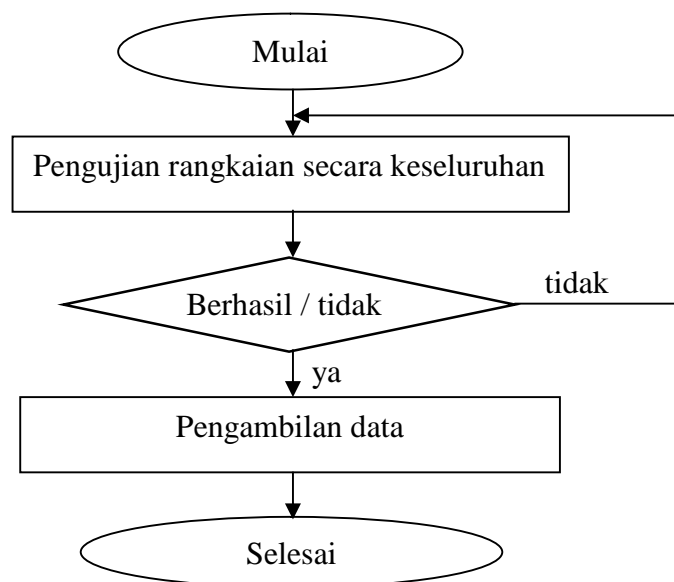 Mulai
Pengujian rangkaian secara keseluruhan
Berhasil / tidak
tidak
ya
Pengambilan data
Selesai